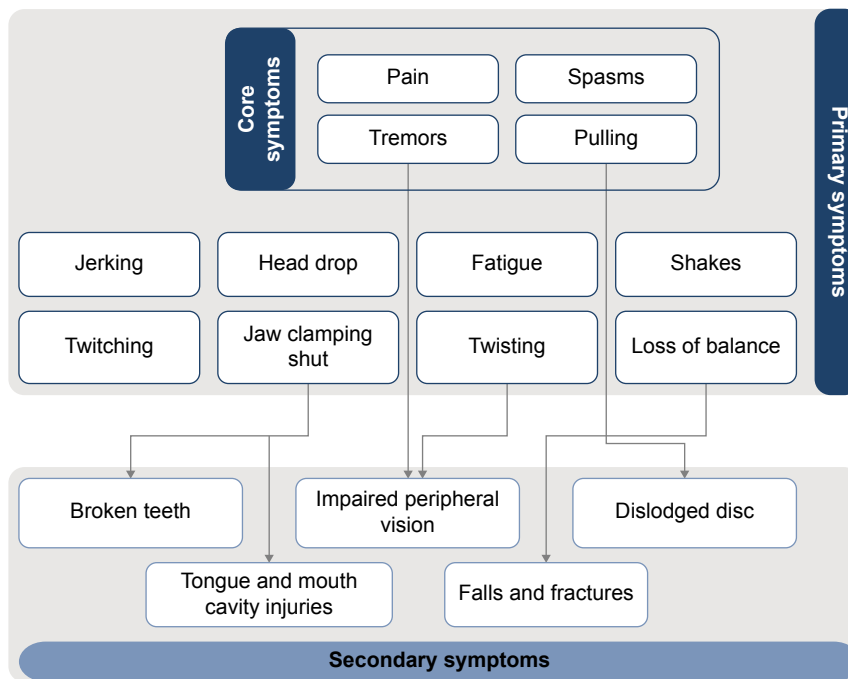 Core
symptoms
Pain
Spasms
Tremors
Pulling
Primary symptoms
Jerking
Head drop
Fatigue
Shakes
Twitching
Jaw clamping
shut
Twisting
Loss of balance
Broken teeth
Impaired peripheral
vision
Dislodged disc
Tongue and mouth
cavity injuries
Falls and fractures
Secondary symptoms